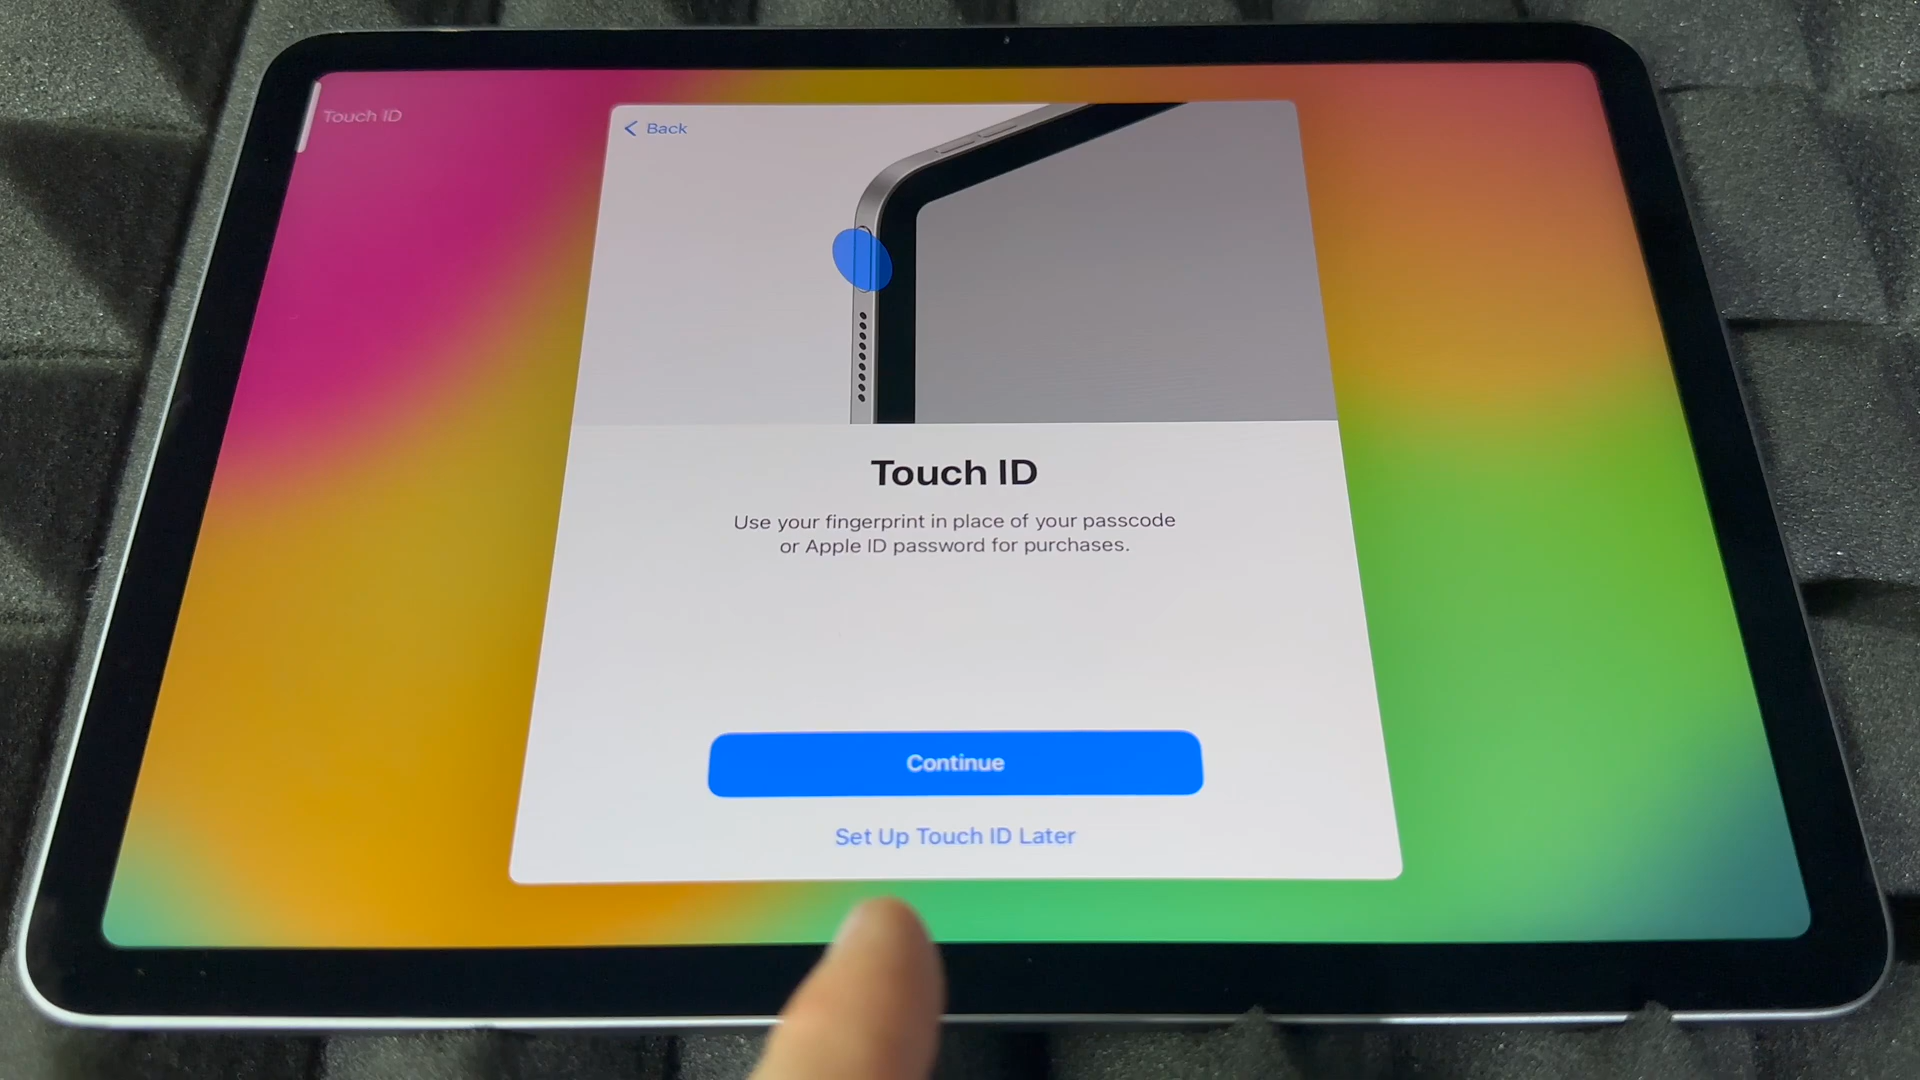 Touch ID
Back
Touch ID
Use your fingerprint in place of your passcode
or Apple ID password for purchases.
Continue
Set Up Touch ID Later